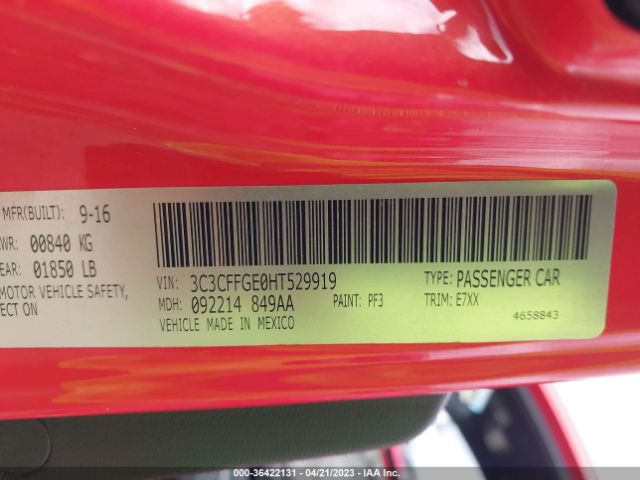 MFR(BUILT): 9-16
WR: 00840 KG
EAR: 01850 LB
MOTOR VEHICLE SAFETY,
ECT ON
VIN: 3C3CFFGE0HT529919
TYPE: PASSENGER CAR
MDH: 092214 849AA
PAINT: PF3
TRIM: E7XX
VEHICLE MADE IN MEXICO
4658843
000-36422131 - 04/21/2023 - IAA Inc.